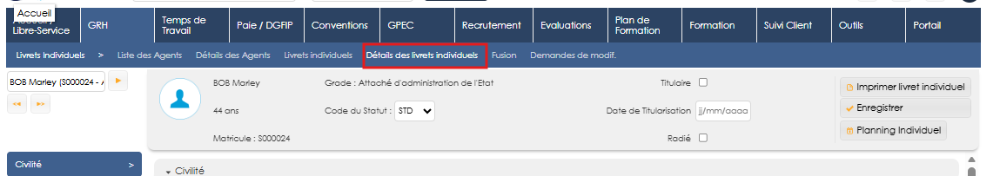 Accueil
Accueil /
Libre-Service
GRH
Temps de
Travail
Paie / DGFIP
Conventions
GPEC
Recrutement
Evaluations
Plan de
Formation
Formation
Suivi Client
Outils
Portail
Livrets Individuels > Liste des Agents Détails des Agents Livrets individuels Détails des livrets individuels Fusion Demandes de modif.
BOB Marley (S000024 - A
BOB Marley
Grade : Attaché d'administration de l'Etat
Titulaire
Imprimer livret individuel
44 ans
Code du Statut : STD
Date de Titularisation jj/mm/aaaa
Enregistrer
Matricule : S000024
Radié
Planning Individuel
Civilité >
Civilité